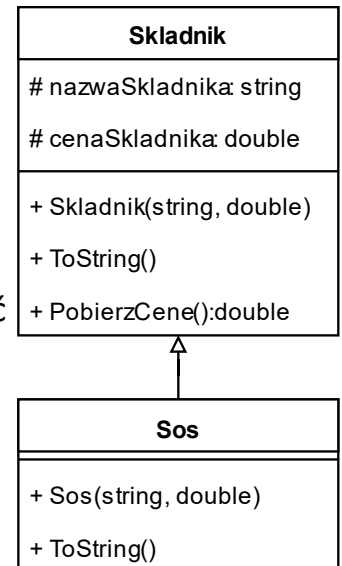 Skladnik
# nazwaSkladnika: string
# cenaSkladnika: double
+ Skladnik(string, double)
+ ToString()
ć
+ PobierzCene():double
Sos
+ Sos(string, double)
+ ToString()